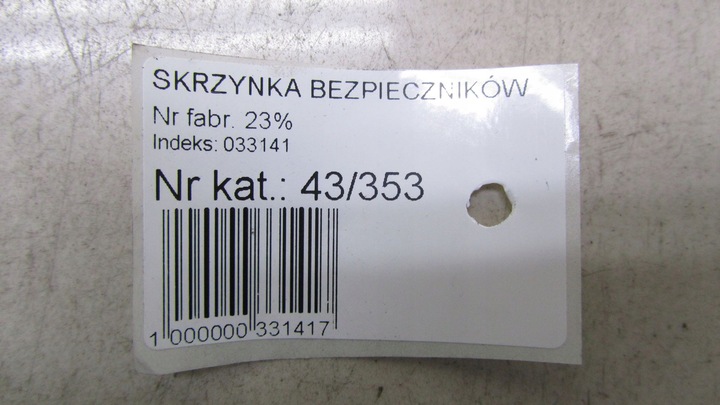 SKRZYNKA BEZPIECZNIKÓW
Nr fabr. 23%
Indeks: 033141
Nr kat.: 43/353
1 000000 331417